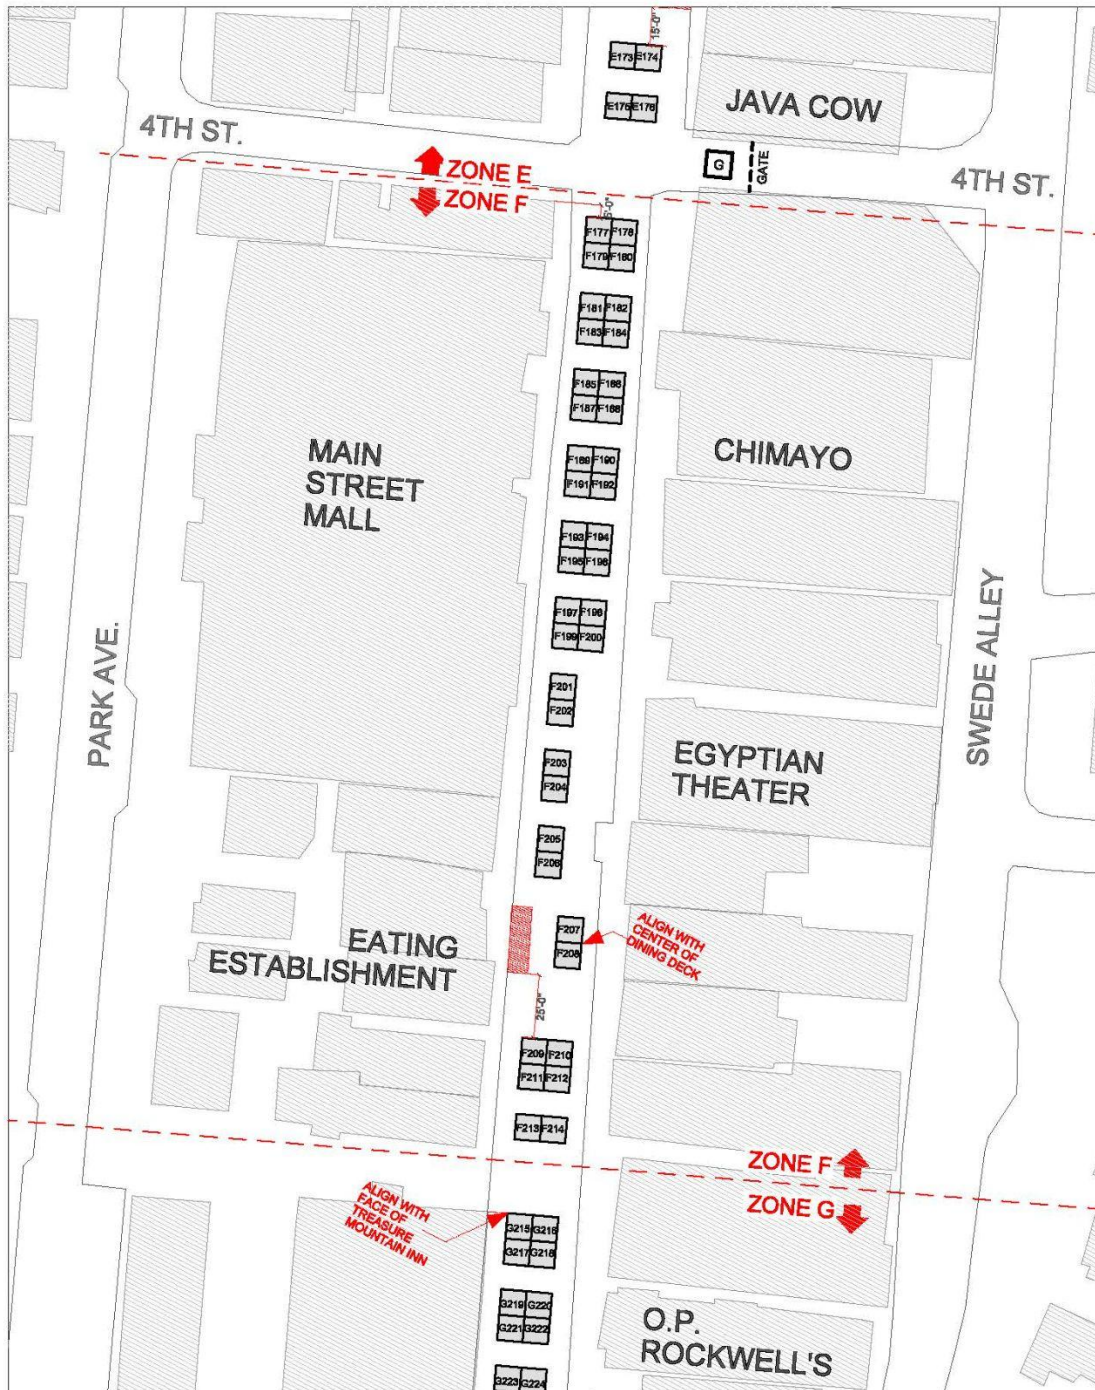 15'-0"
E173 E174
E175 E176
JAVA COW
4TH ST.
G
GATE
4TH ST.
ZONE E
ZONE F
F177 F178
F179 F180
F181 F182
F183 F184
F185 F186
F187 F188
MAIN
STREET
MALL
CHIMAYO
F189 F190
F191 F192
F193 F194
F195 F196
F197 F198
F199 F200
PARK AVE.
SWEDE ALLEY
F201
F202
EGYPTIAN
THEATER
F203
F204
F205
F206
F207
F208
ALIGN WITH
CENTER OF
DINING DECK
EATING
ESTABLISHMENT
25'-0"
F209 F210
F211 F212
F213 F214
ZONE F
ZONE G
ALIGN WITH
FACE OF
TREASURE
MOUNTAIN INN
G215 G216
G217 G218
G219 G220
G221 G222
O.P.
ROCKWELL'S
G223 G224